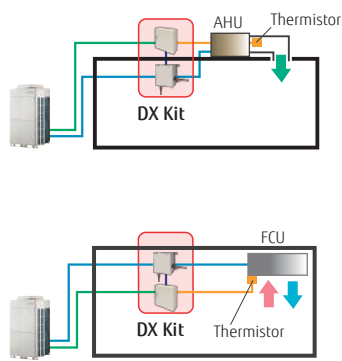 AHU
Thermistor
DX Kit
FCU
DX Kit
Thermistor